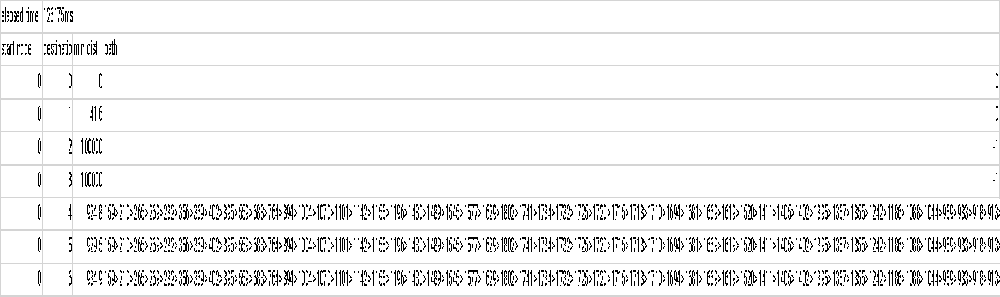 elapsed time 126175ms
start node destinatio min dist path
0 0 0 0
0 1 41.6 0
0 2 100000 -1
0 3 100000 -1
0 4 924.8 159>210>265>269>282>356>369>402>395>559>683>764>894>1004>1070>1101>1142>1155>1196>1430>1489>1545>1577>1629>1802>1741>1734>1732>1725>1720>1715>1713>1710>1694>1681>1669>1619>1520>1411>1405>1402>1395>1357>1355>1242>1186>1088>1044>959>933>918>913>
0 5 929.5 159>210>265>269>282>356>369>402>395>559>683>764>894>1004>1070>1101>1142>1155>1196>1430>1489>1545>1577>1629>1802>1741>1734>1732>1725>1720>1715>1713>1710>1694>1681>1669>1619>1520>1411>1405>1402>1395>1357>1355>1242>1186>1088>1044>959>933>918>913>
0 6 934.9 159>210>265>269>282>356>369>402>395>559>683>764>894>1004>1070>1101>1142>1155>1196>1430>1489>1545>1577>1629>1802>1741>1734>1732>1725>1720>1715>1713>1710>1694>1681>1669>1619>1520>1411>1405>1402>1395>1357>1355>1242>1186>1088>1044>959>933>918>913>